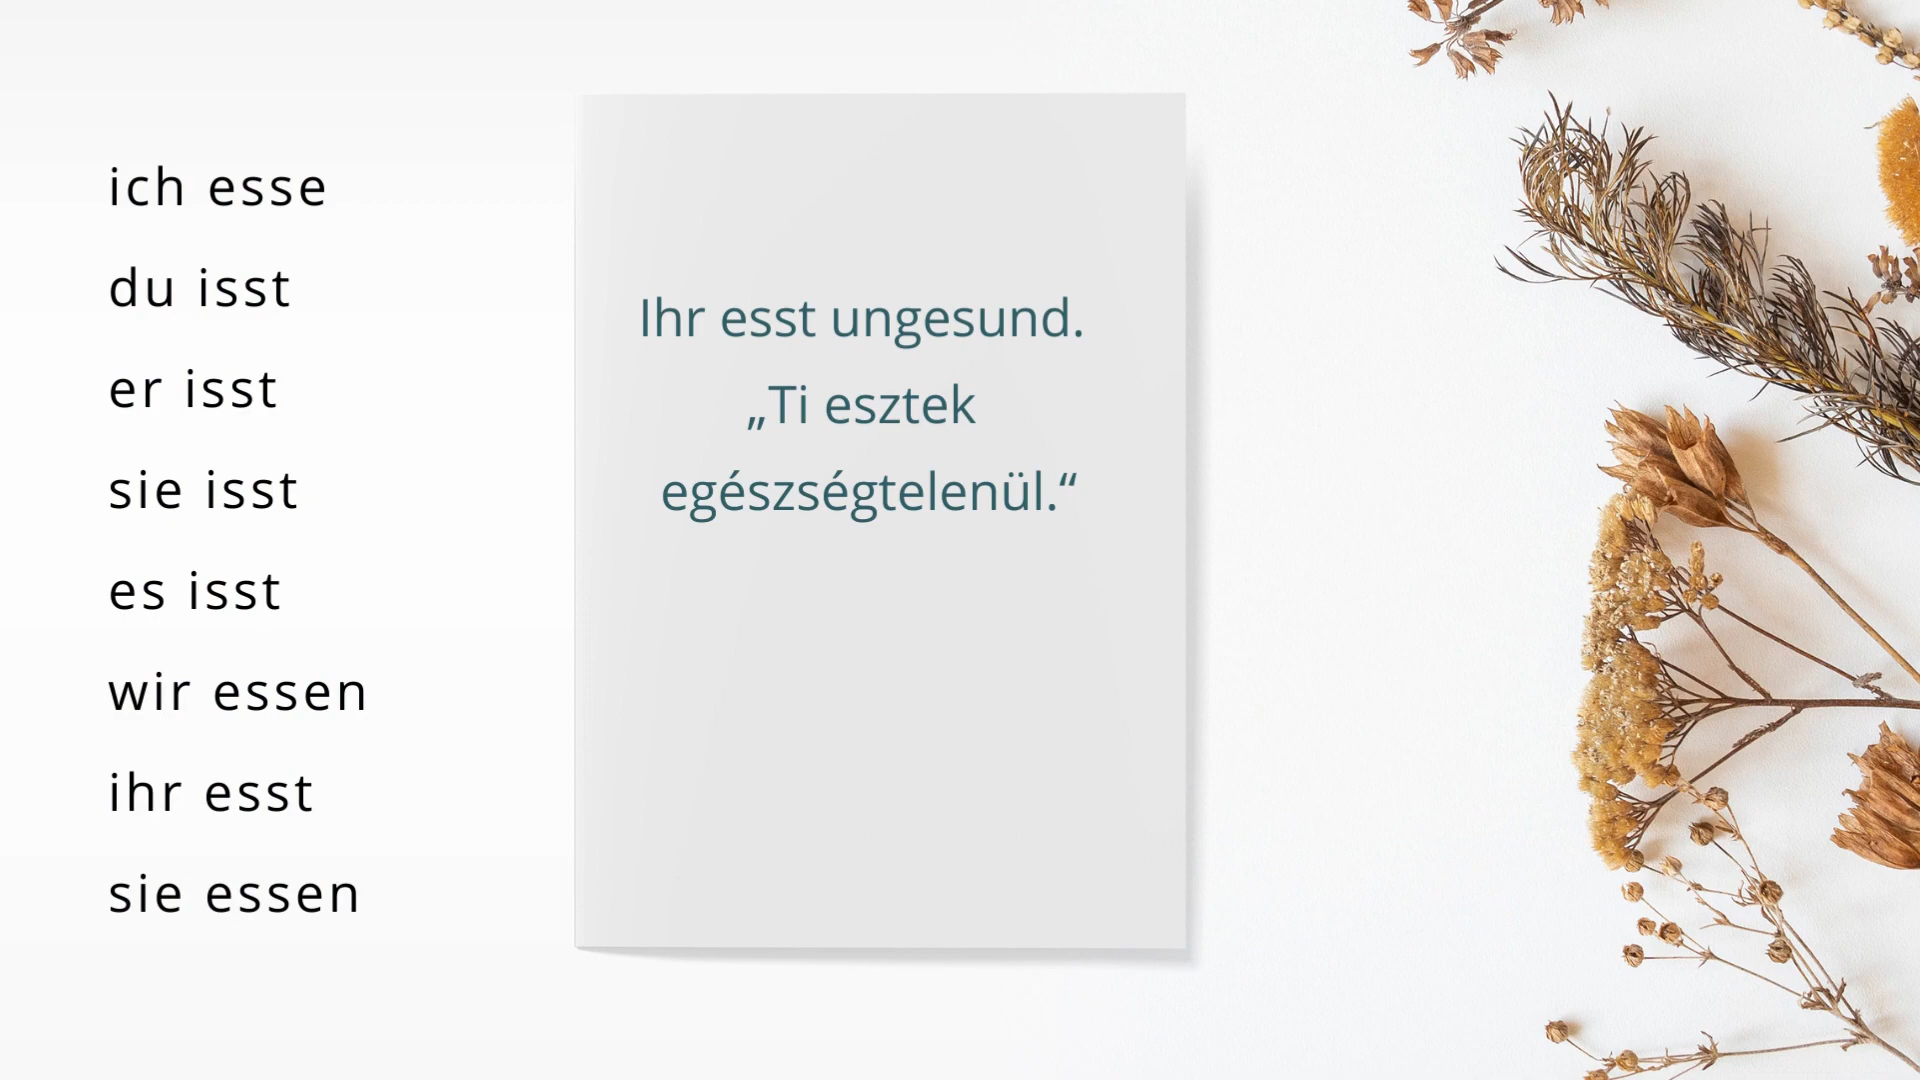 ich esse
du isst
er isst
sie isst
es isst
wir essen
ihr esst
sie essen
Ihr esst ungesund.
„Ti esztek
egészségtelenül.“